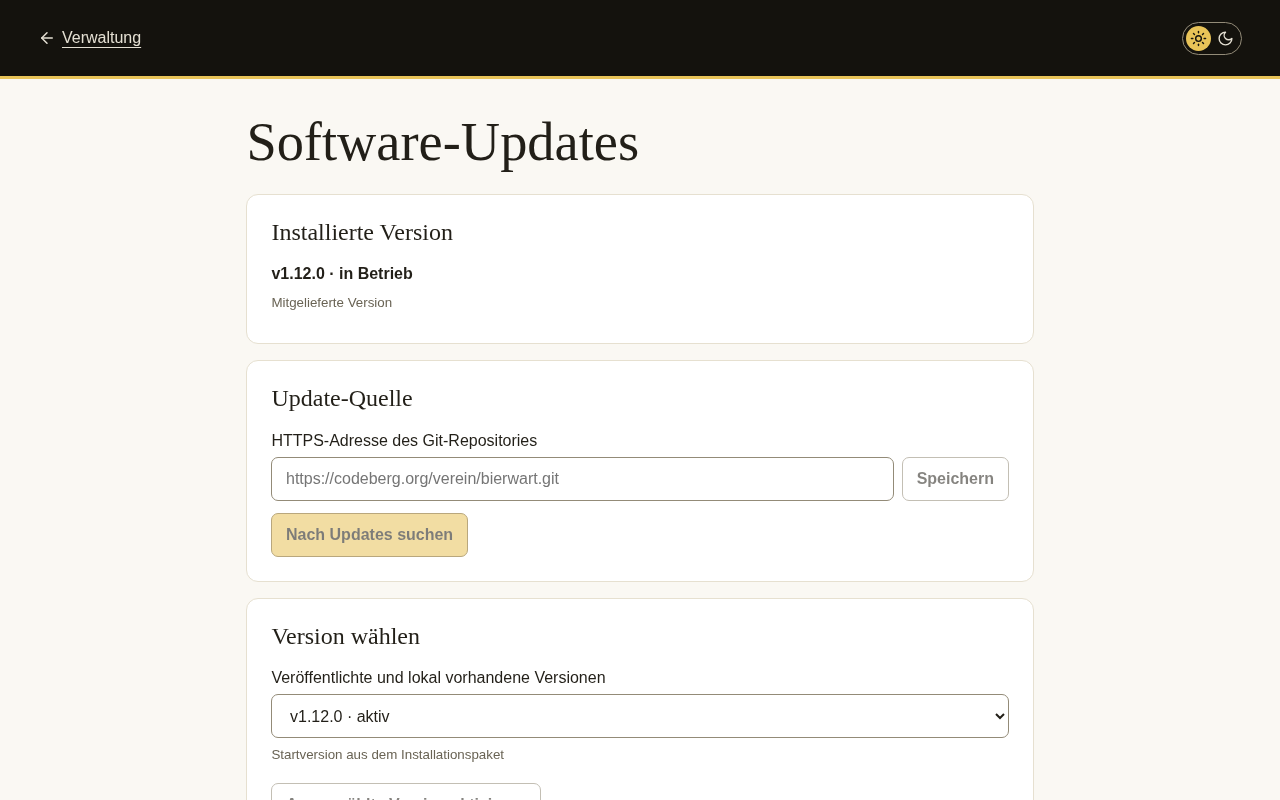 Verwaltung
Software-Updates
Installierte Version
v1.12.0 · in Betrieb
Mitgelieferte Version
Update-Quelle
HTTPS-Adresse des Git-Repositories
https://codeberg.org/verein/bierwart.git
Speichern
Nach Updates suchen
Version wählen
Veröffentlichte und lokal vorhandene Versionen
v1.12.0 · aktiv
Startversion aus dem Installationspaket